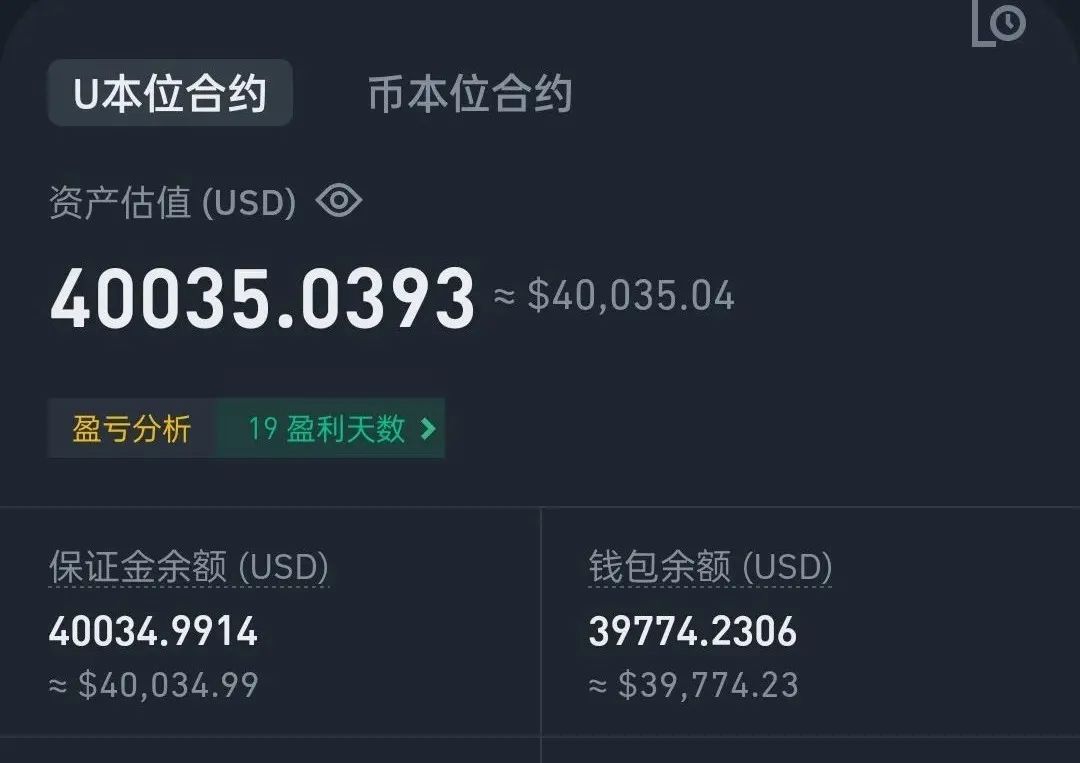 U本位合约 币本位合约
资产估值 (USD)
40035.0393 ≈ $40,035.04
盈亏分析 19 盈利天数
保证金余额 (USD) 钱包余额 (USD)
40034.9914 39774.2306
≈ $40,034.99 ≈ $39,774.23